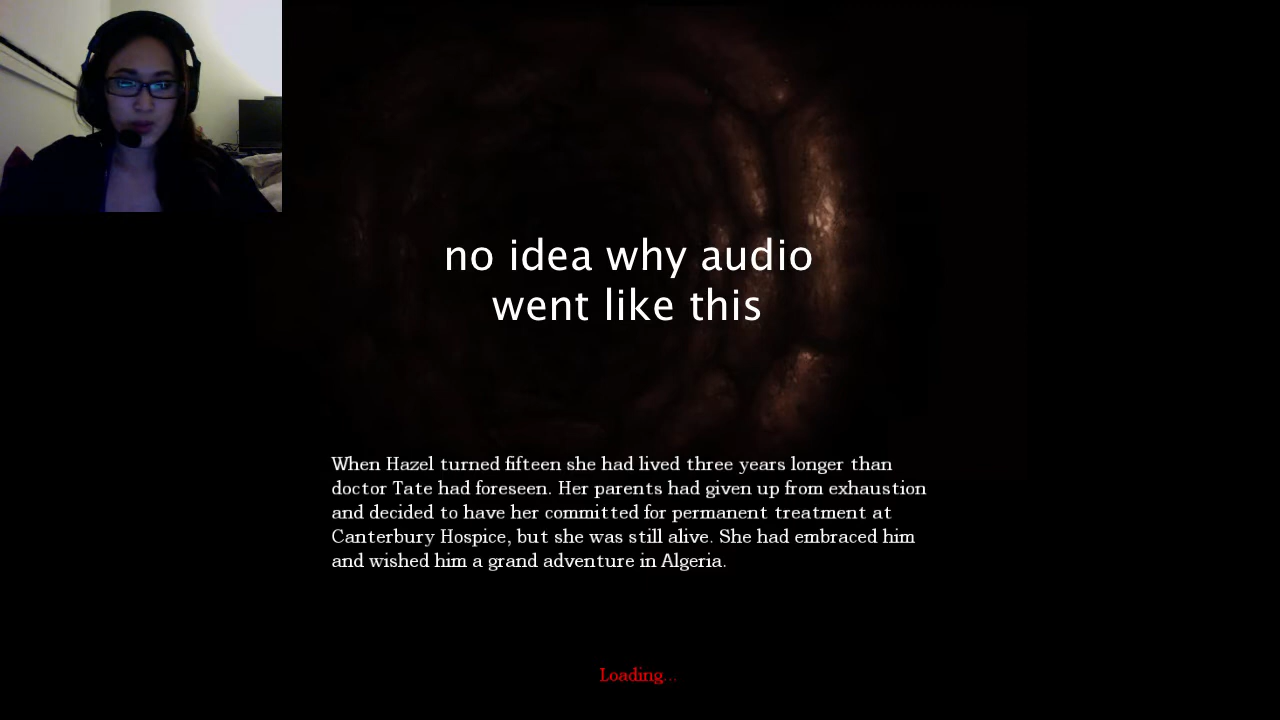 no idea why audio
went like this
When Hazel turned fifteen she had lived three years longer than
doctor Tate had foreseen. Her parents had given up from exhaustion
and decided to have her committed for permanent treatment at
Canterbury Hospice, but she was still alive. She had embraced him
and wished him a grand adventure in Algeria.
Loading...